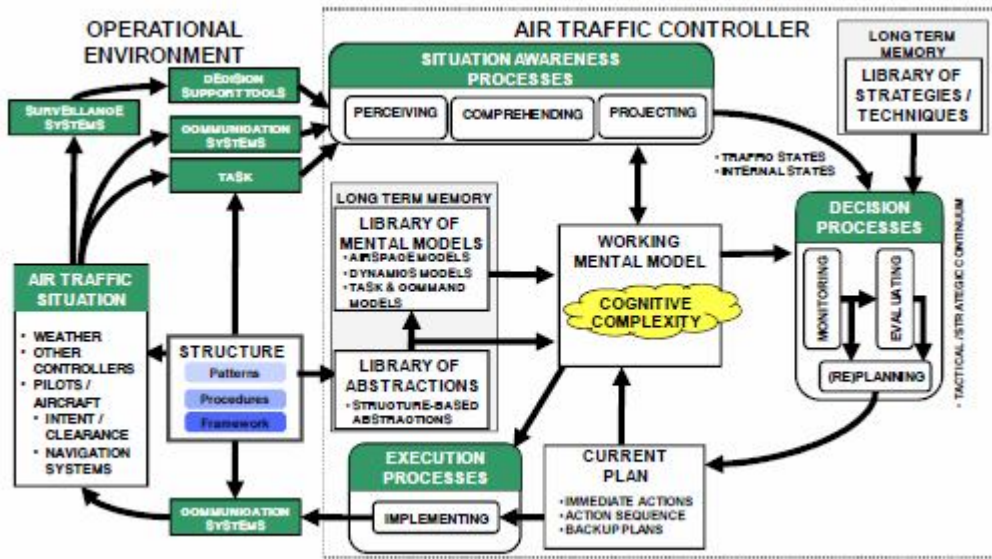 OPERATIONAL
ENVIRONMENT
AIR TRAFFIC CONTROLLER
SURVEILLANCE
SYSTEMS
DECISION
SUPPORT TOOLS
COMMUNICATION
SYSTEMS
TASK
SITUATION AWARENESS
PROCESSES
PERCEIVING
COMPREHENDING
PROJECTING
LONG TERM
MEMORY
LIBRARY OF
STRATEGIES /
TECHNIQUES
• TRAFFIC STATES
• INTERNAL STATES
LONG TERM MEMORY
LIBRARY OF
MENTAL MODELS
• AIRSPACE MODELS
• DYNAMICS MODELS
• TASK & COMMAND
MODELS
LIBRARY OF
ABSTRACTIONS
• STRUCTURE-BASED
ABSTRACTIONS
WORKING
MENTAL MODEL
COGNITIVE
COMPLEXITY
DECISION
PROCESSES
MONITORING
EVALUATING
(RE)PLANNING
• TACTICAL / STRATEGIC CONTINUUM
AIR TRAFFIC
SITUATION
• WEATHER
• OTHER
CONTROLLERS
• PILOTS /
AIRCRAFT
• INTENT /
CLEARANCE
• NAVIGATION
SYSTEMS
STRUCTURE
Patterns
Procedures
Framework
EXECUTION
PROCESSES
IMPLEMENTING
CURRENT
PLAN
• IMMEDIATE ACTIONS
• ACTION SEQUENCE
• BACKUP PLANS
COMMUNICATION
SYSTEMS